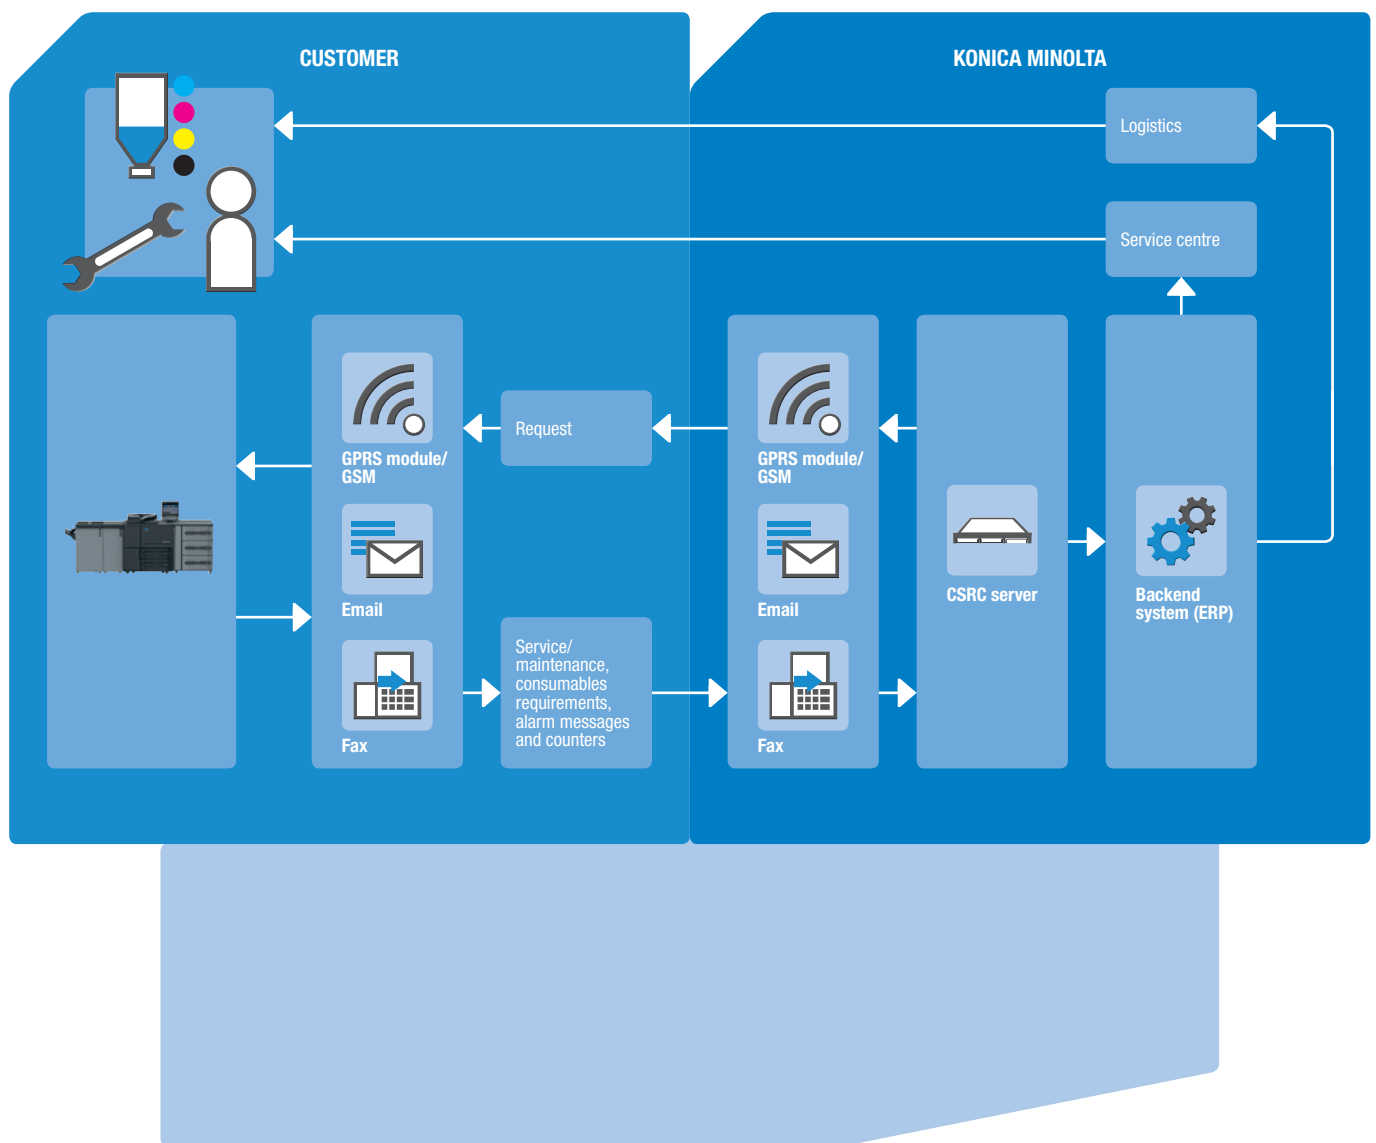 CUSTOMER
KONICA MINOLTA
Logistics
Service centre
GPRS module/
GSM
Email
Fax
Request
Service/
maintenance,
consumables
requirements,
alarm messages
and counters
GPRS module/
GSM
Email
Fax
CSRC server
Backend
system (ERP)